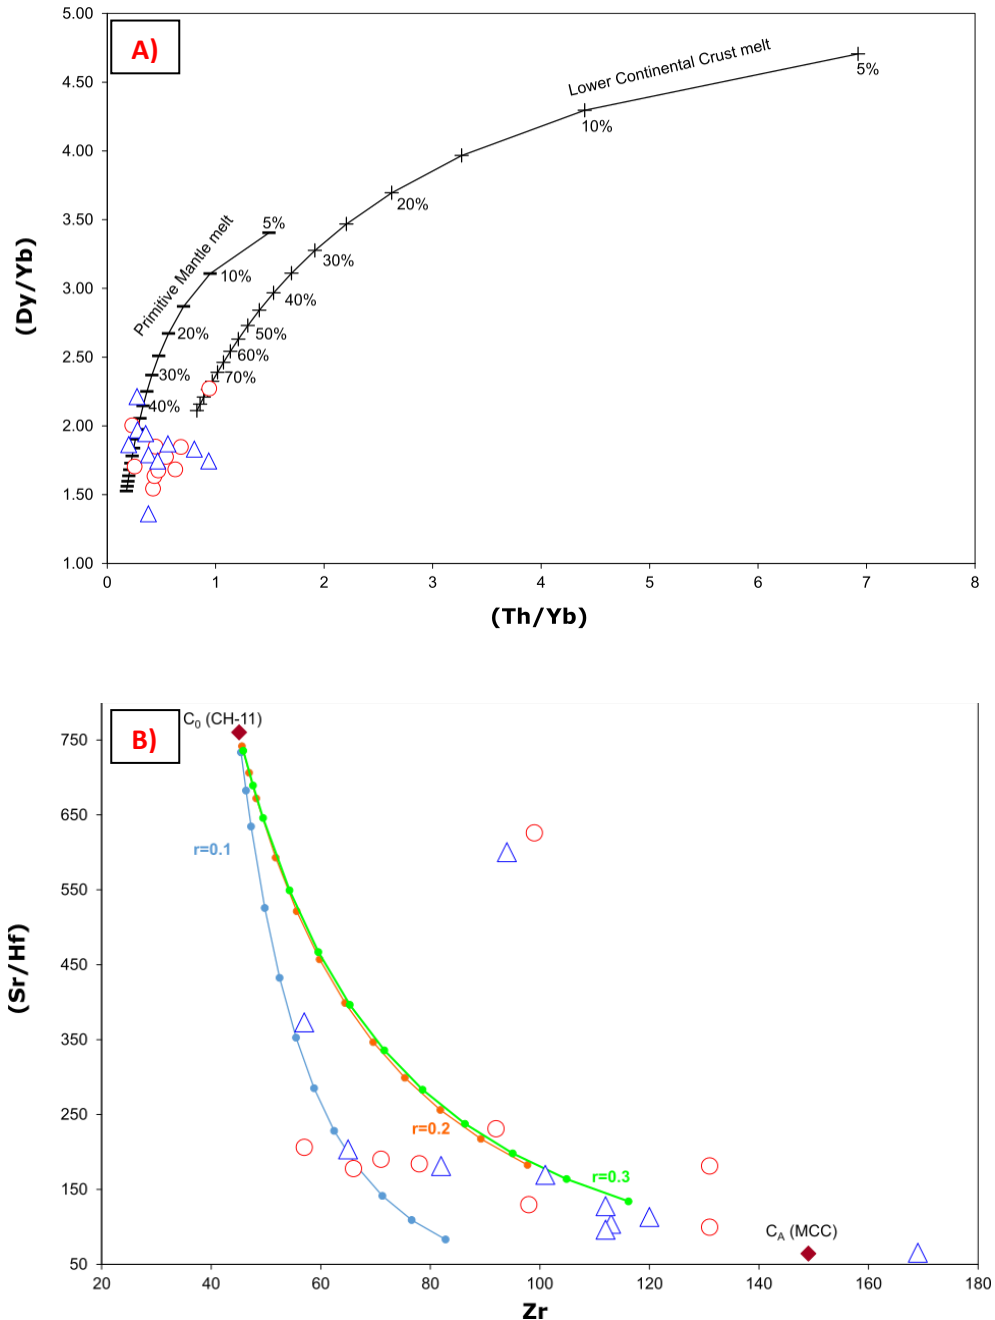 A)
5.00
4.50
4.00
3.50
3.00
2.50
2.00
1.50
1.00
(Dy/Yb)
Lower Continental Crust melt
5%
10%
20%
30%
40%
50%
60%
70%
Primitive Mantle melt
5%
10%
20%
30%
40%
0 1 2 3 4 5 6 7 8
(Th/Yb)
B)
C₀ (CH-11)
750
650
550
450
350
250
150
50
(Sr/Hf)
r=0.1
r=0.2
r=0.3
C_A (MCC)
20 40 60 80 100 120 140 160 180
Zr